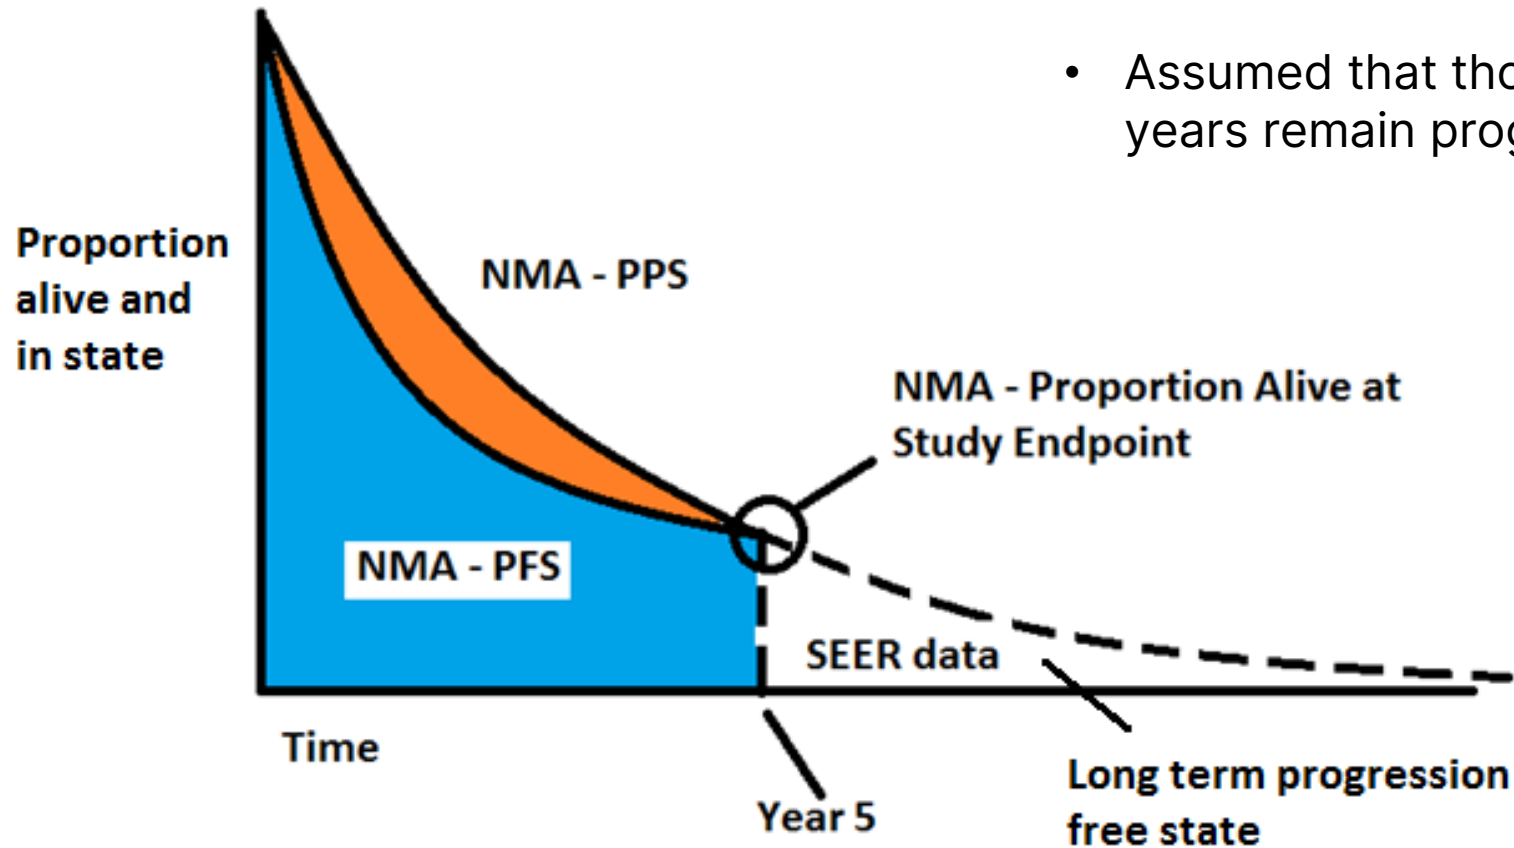 • Assumed that tho
years remain prog
Proportion
alive and
in state
NMA - PPS
NMA - Proportion Alive at
Study Endpoint
NMA - PFS
SEER data
Time
Year 5
Long term progression
free state